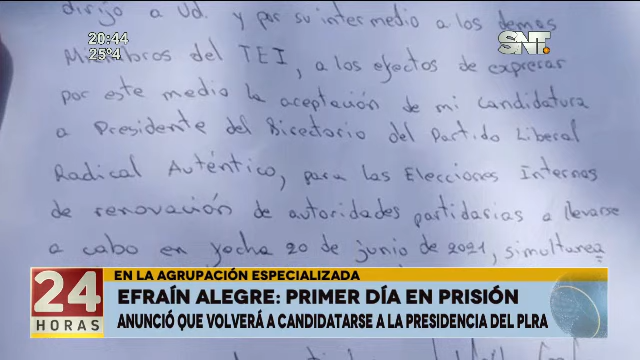 dirijo a Ud. y por su intermedio a los demás
20:44
25°4
SNT
Miembros del TEI, a los efectos de expresar
por este medio la aceptación de mi candidatura
a Presidente del Directorio del Partido Liberal
Radical Auténtico, para las Elecciones Internas
de renovación de autoridades partidarias a llevarse
a cabo en fecha 20 de junio de 2021, simultanea
EN LA AGRUPACIÓN ESPECIALIZADA
24
HORAS
EFRAÍN ALEGRE: PRIMER DÍA EN PRISIÓN
ANUNCIÓ QUE VOLVERÁ A CANDIDATARSE A LA PRESIDENCIA DEL PLRA